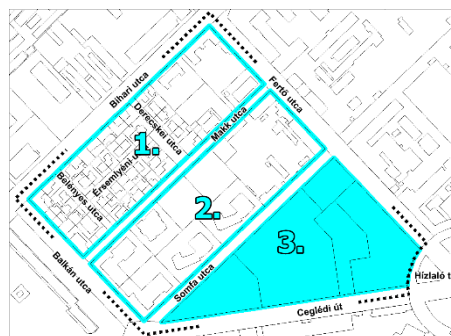 Bihari utca
Fertő utca
Derecskei utca
Makk utca
1.
Érsemlyéni u
Belényes utca
2.
3.
Balkán utca
Somfa utca
Hízlaló t
Ceglédi út